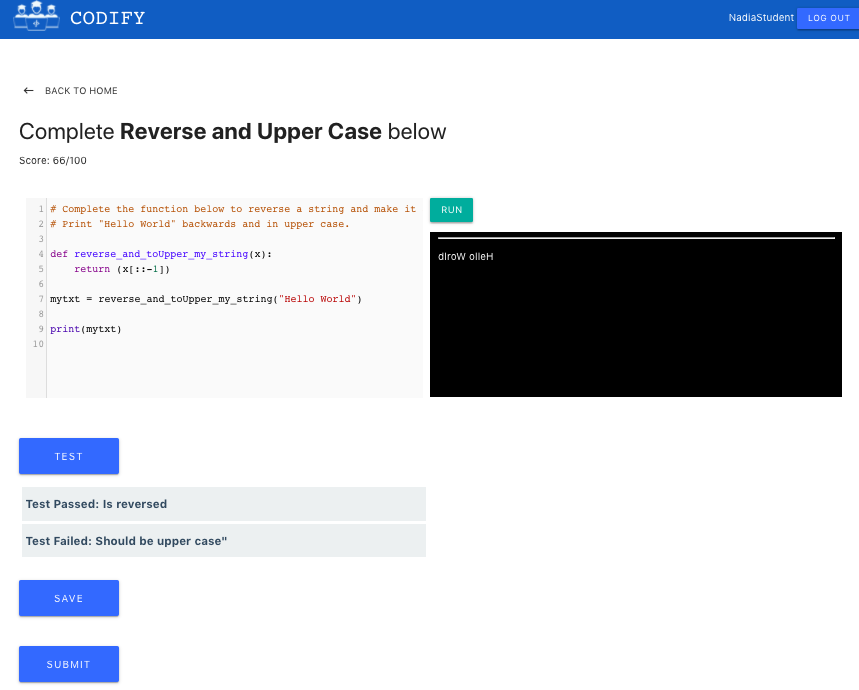 CODIFY
NadiaStudent LOG OUT
← BACK TO HOME
Complete Reverse and Upper Case below
Score: 66/100
1 # Complete the function below to reverse a string and make it
2 # Print "Hello World" backwards and in upper case.
3
4 def reverse_and_toUpper_my_string(x):
5     return (x[::-1])
6
7 mytxt = reverse_and_toUpper_my_string("Hello World")
8
9 print(mytxt)
10
RUN
dlroW olleH
TEST
Test Passed: Is reversed
Test Failed: Should be upper case"
SAVE
SUBMIT